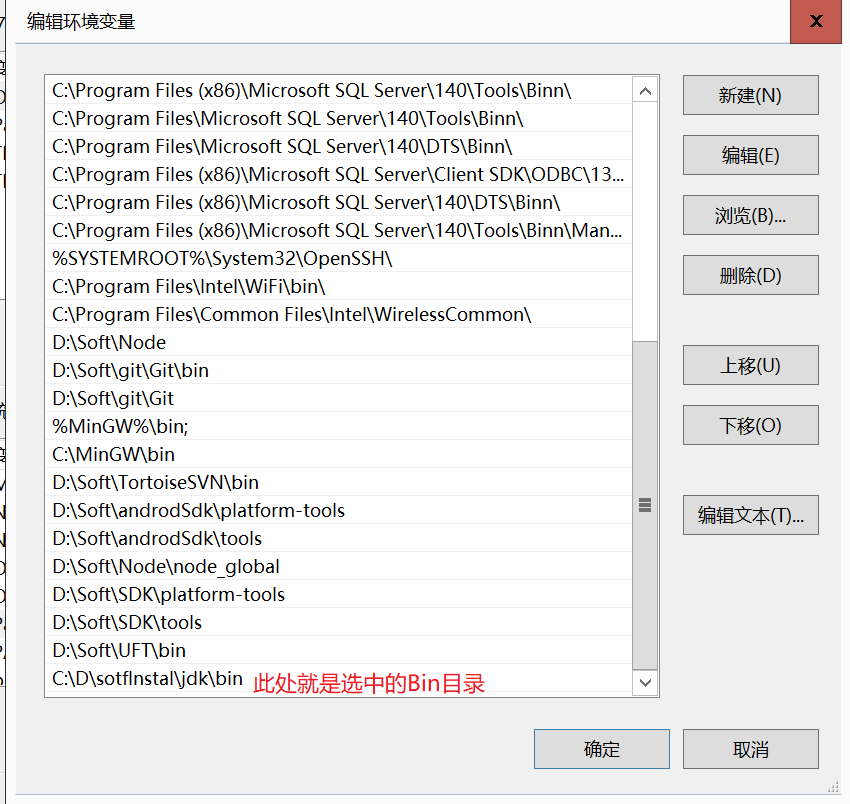 编辑环境变量
C:\Program Files (x86)\Microsoft SQL Server\140\Tools\Binn\
C:\Program Files\Microsoft SQL Server\140\Tools\Binn\
C:\Program Files\Microsoft SQL Server\140\DTS\Binn\
C:\Program Files (x86)\Microsoft SQL Server\Client SDK\ODBC\13...
C:\Program Files (x86)\Microsoft SQL Server\140\DTS\Binn\
C:\Program Files (x86)\Microsoft SQL Server\140\Tools\Binn\Man...
%SYSTEMROOT%\System32\OpenSSH\
C:\Program Files\Intel\WiFi\bin\
C:\Program Files\Common Files\Intel\WirelessCommon\
D:\Soft\Node
D:\Soft\git\Git\bin
D:\Soft\git\Git
%MinGW%\bin;
C:\MinGW\bin
D:\Soft\TortoiseSVN\bin
D:\Soft\androdSdk\platform-tools
D:\Soft\androdSdk\tools
D:\Soft\Node\node_global
D:\Soft\SDK\platform-tools
D:\Soft\SDK\tools
D:\Soft\UFT\bin
C:\D\sotfInstal\jdk\bin 此处就是选中的Bin目录
新建(N)
编辑(E)
浏览(B)...
删除(D)
上移(U)
下移(O)
编辑文本(T)...
确定
取消